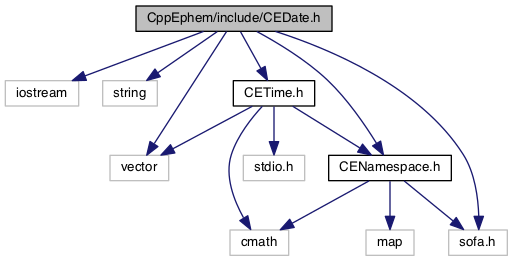 CppEphem/include/CEDate.h
iostream
string
CETime.h
vector
stdio.h
CENamespace.h
cmath
map
sofa.h